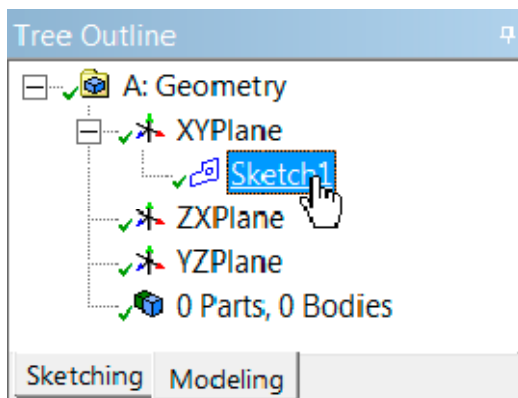 Tree Outline
A: Geometry
XYPlane
Sketch1
ZXPlane
YZPlane
0 Parts, 0 Bodies
Sketching Modeling